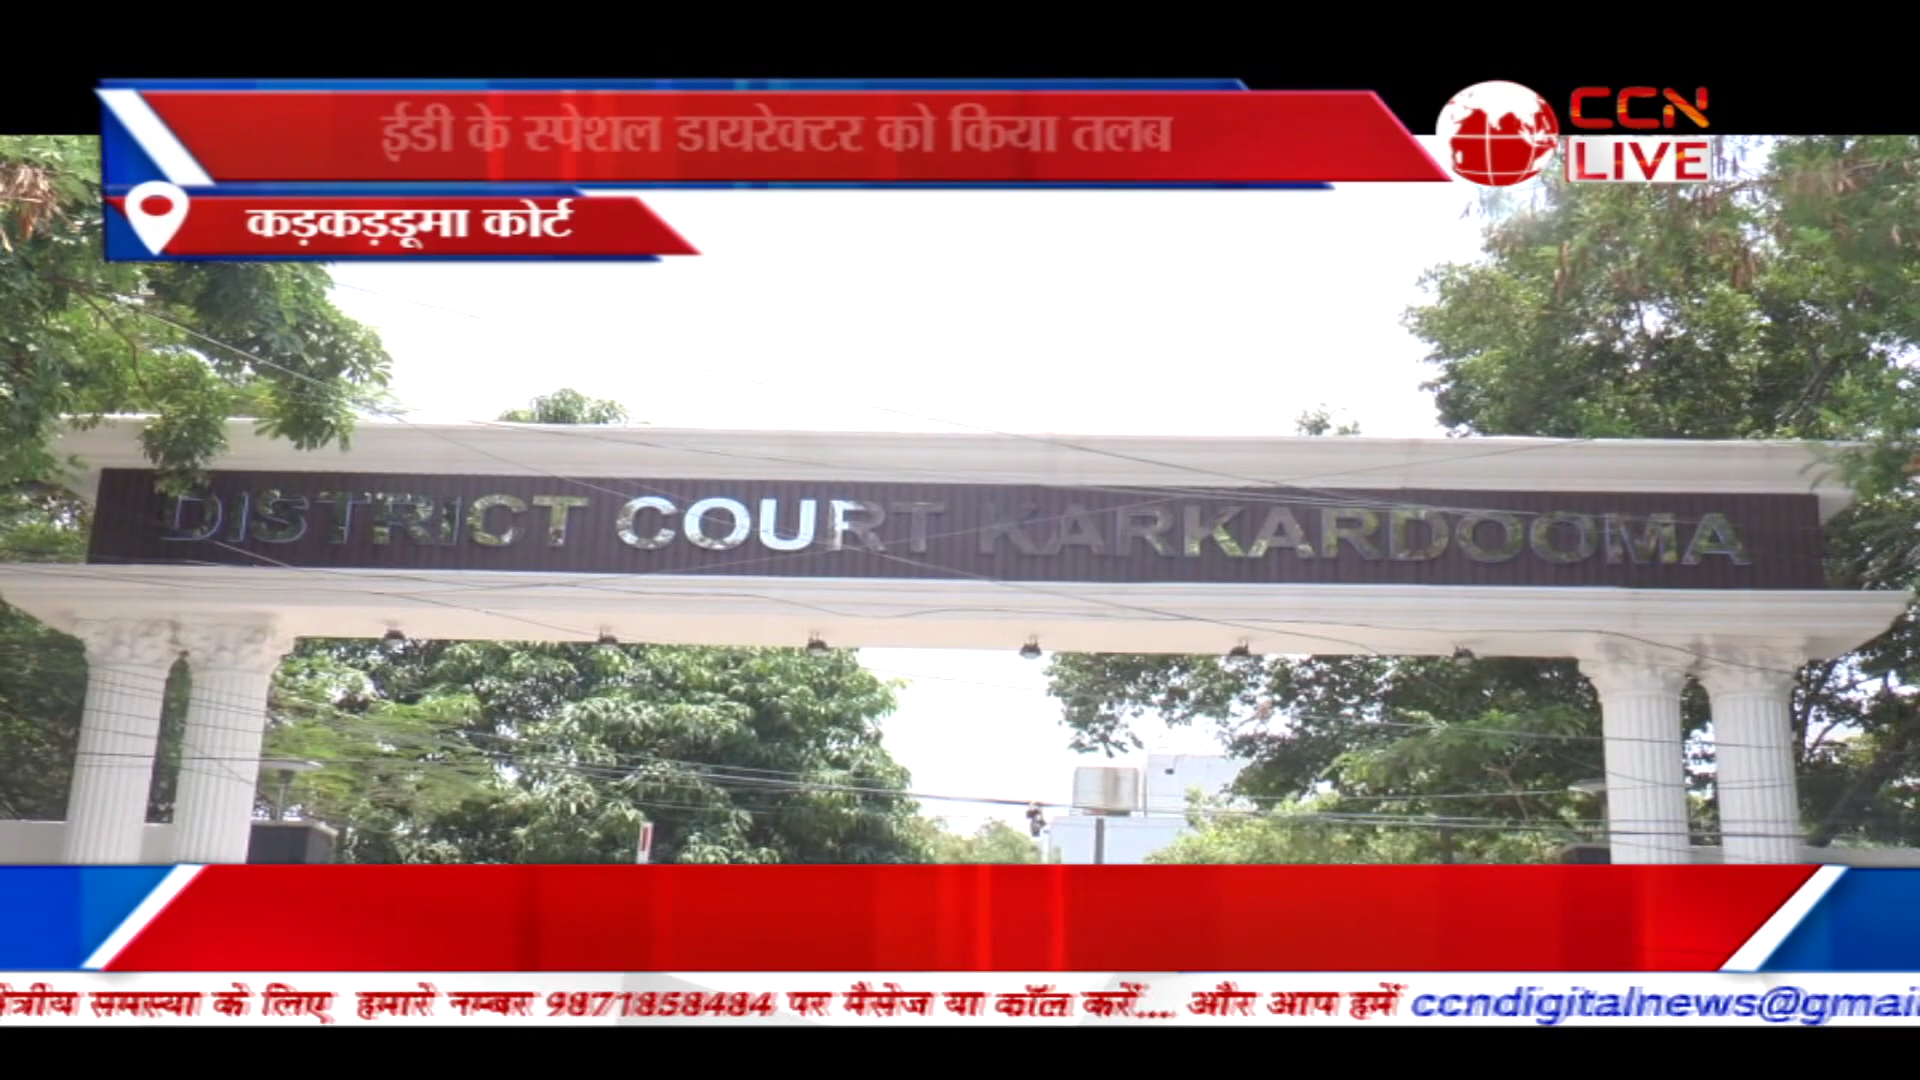 ईडी के स्पेशल डायरेक्टर को किया तलब
CCN
LIVE
कड़कड़डूमा कोर्ट
DISTRICT COURT KARKARDOOMA
समस्या के लिए हमारे नम्बर 9871858484 पर मैसेज या कॉल करें... और आप हमें ccndigitalnews@gmai